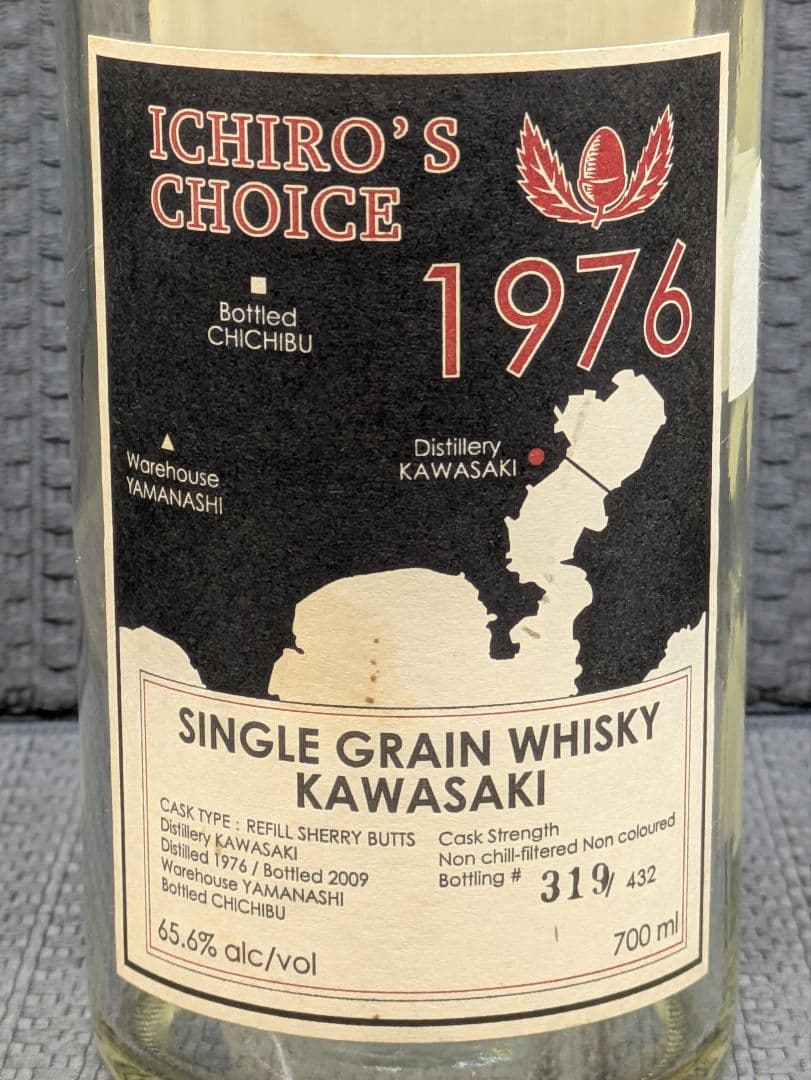 ICHIRO'S
CHOICE
1976
Bottled
CHICHIBU
Distillery
KAWASAKI
Warehouse
YAMANASHI
SINGLE GRAIN WHISKY
KAWASAKI
CASK TYPE : REFILL SHERRY BUTTS
Distillery KAWASAKI
Distilled 1976 / Bottled 2009
Warehouse YAMANASHI
Bottled CHICHIBU
Cask Strength
Non chill-filtered Non coloured
Bottling # 319/ 432
65.6% alc/vol
700 ml